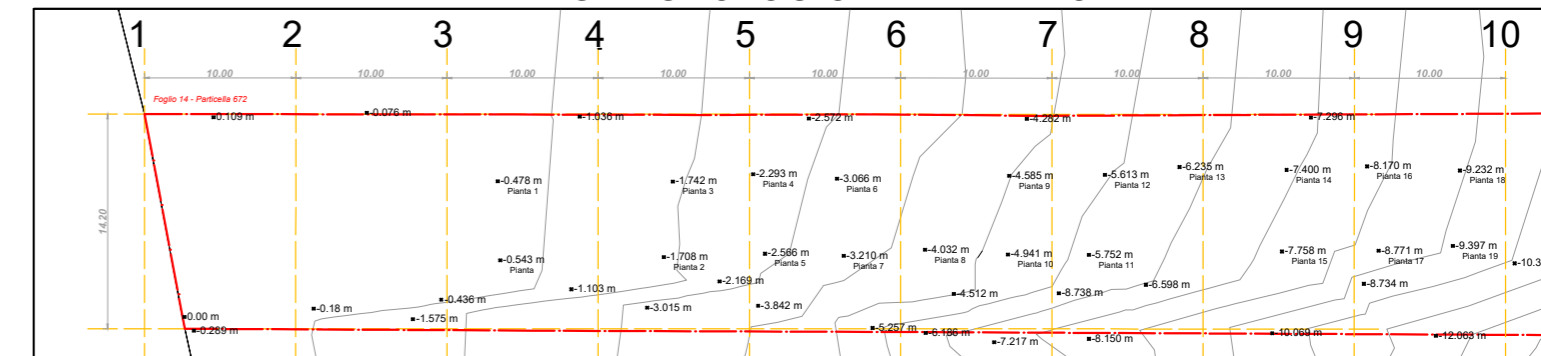 1 2 3 4 5 6 7 8 9 10
10.00 10.00 10.00 10.00 10.00 10.00 10.00 10.00 10.00
Foglio 14 - Particella 672
-0.109 m
-0.076 m
-1.036 m
-2.572 m
-4.282 m
-7.296 m
-0.478 m
Pianta 1
-1.742 m
Pianta 3
-2.293 m
Pianta 4
-3.066 m
Pianta 6
-4.585 m
Pianta 9
-5.613 m
Pianta 12
-6.235 m
Pianta 13
-7.400 m
Pianta 14
-8.170 m
Pianta 16
-9.232 m
Pianta 18
14.20
-0.543 m
Pianta
-1.708 m
Pianta 2
-2.566 m
Pianta 5
-3.210 m
Pianta 7
-4.032 m
Pianta 8
-4.941 m
Pianta 10
-5.752 m
Pianta 11
-7.758 m
Pianta 15
-8.771 m
Pianta 17
-9.397 m
Pianta 19
-10.3
-2.169 m
-1.103 m
-0.436 m
-4.512 m
-8.738 m
-6.598 m
-8.734 m
-0.18 m
-1.575 m
-3.015 m
-3.842 m
0.00 m
-0.289 m
-5.257 m
-6.186 m
-7.217 m
-8.150 m
-10.069 m
-12.063 m